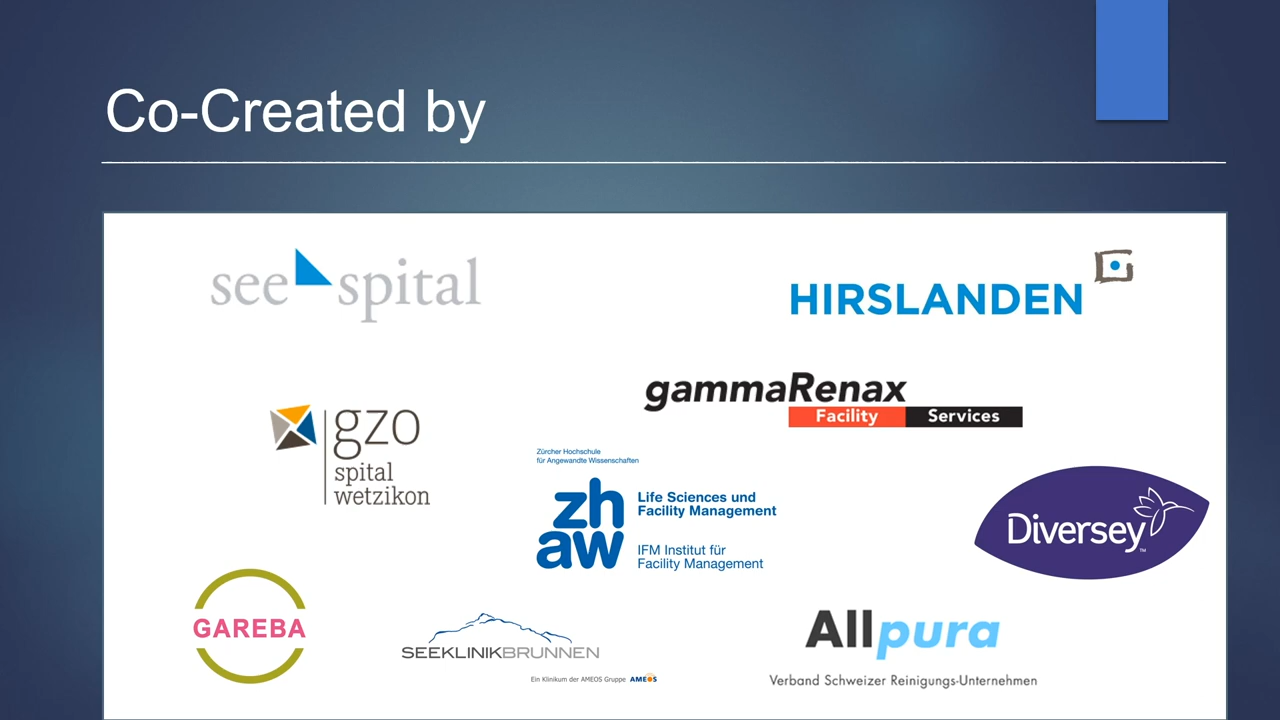 Co-Created by
see spital
HIRSLANDEN
gammaRenax
Facility Services
gzo
spital
wetzikon
Zürcher Hochschule
für Angewandte Wissenschaften
zh
aw
Life Sciences und
Facility Management
IFM Institut für
Facility Management
Diversey™
GAREBA
SEEKLINIKBRUNNEN
Ein Klinikum der AMEOS Gruppe AMEOS
Allpura
Verband Schweizer Reinigungs-Unternehmen